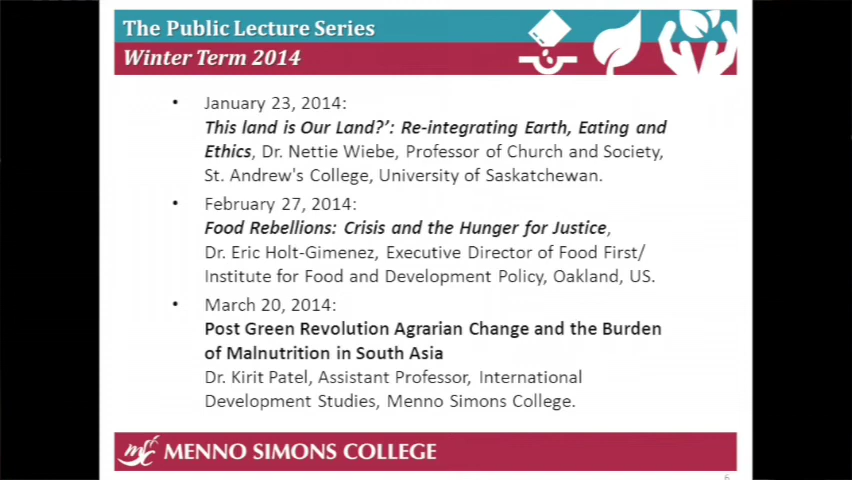 The Public Lecture Series
Winter Term 2014
• January 23, 2014:
This land is Our Land?’: Re-integrating Earth, Eating and
Ethics, Dr. Nettie Wiebe, Professor of Church and Society,
St. Andrew's College, University of Saskatchewan.
• February 27, 2014:
Food Rebellions: Crisis and the Hunger for Justice,
Dr. Eric Holt-Gimenez, Executive Director of Food First/
Institute for Food and Development Policy, Oakland, US.
• March 20, 2014:
Post Green Revolution Agrarian Change and the Burden
of Malnutrition in South Asia
Dr. Kirit Patel, Assistant Professor, International
Development Studies, Menno Simons College.
msc MENNO SIMONS COLLEGE
6